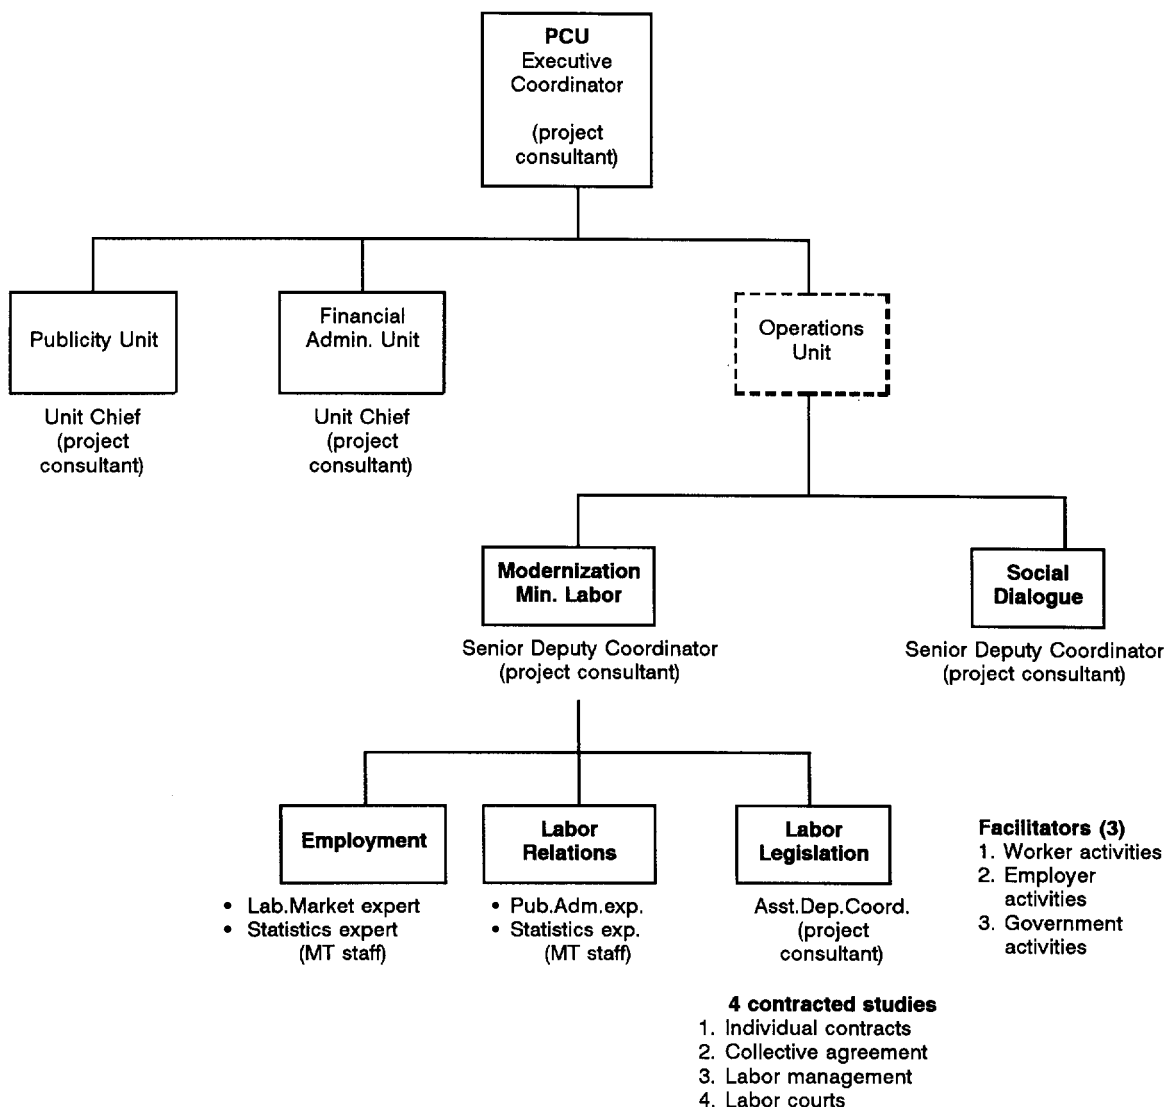 PCU
Executive
Coordinator
(project
consultant)
Publicity Unit
Unit Chief
(project
consultant)
Financial
Admin. Unit
Unit Chief
(project
consultant)
Operations
Unit
Modernization
Min. Labor
Senior Deputy Coordinator
(project consultant)
Social
Dialogue
Senior Deputy Coordinator
(project consultant)
Employment
• Lab.Market expert
• Statistics expert
(MT staff)
Labor
Relations
• Pub.Adm.exp.
• Statistics exp.
(MT staff)
Labor
Legislation
Asst.Dep.Coord.
(project
consultant)
Facilitators (3)
1. Worker activities
2. Employer
activities
3. Government
activities
4 contracted studies
1. Individual contracts
2. Collective agreement
3. Labor management
4. Labor courts